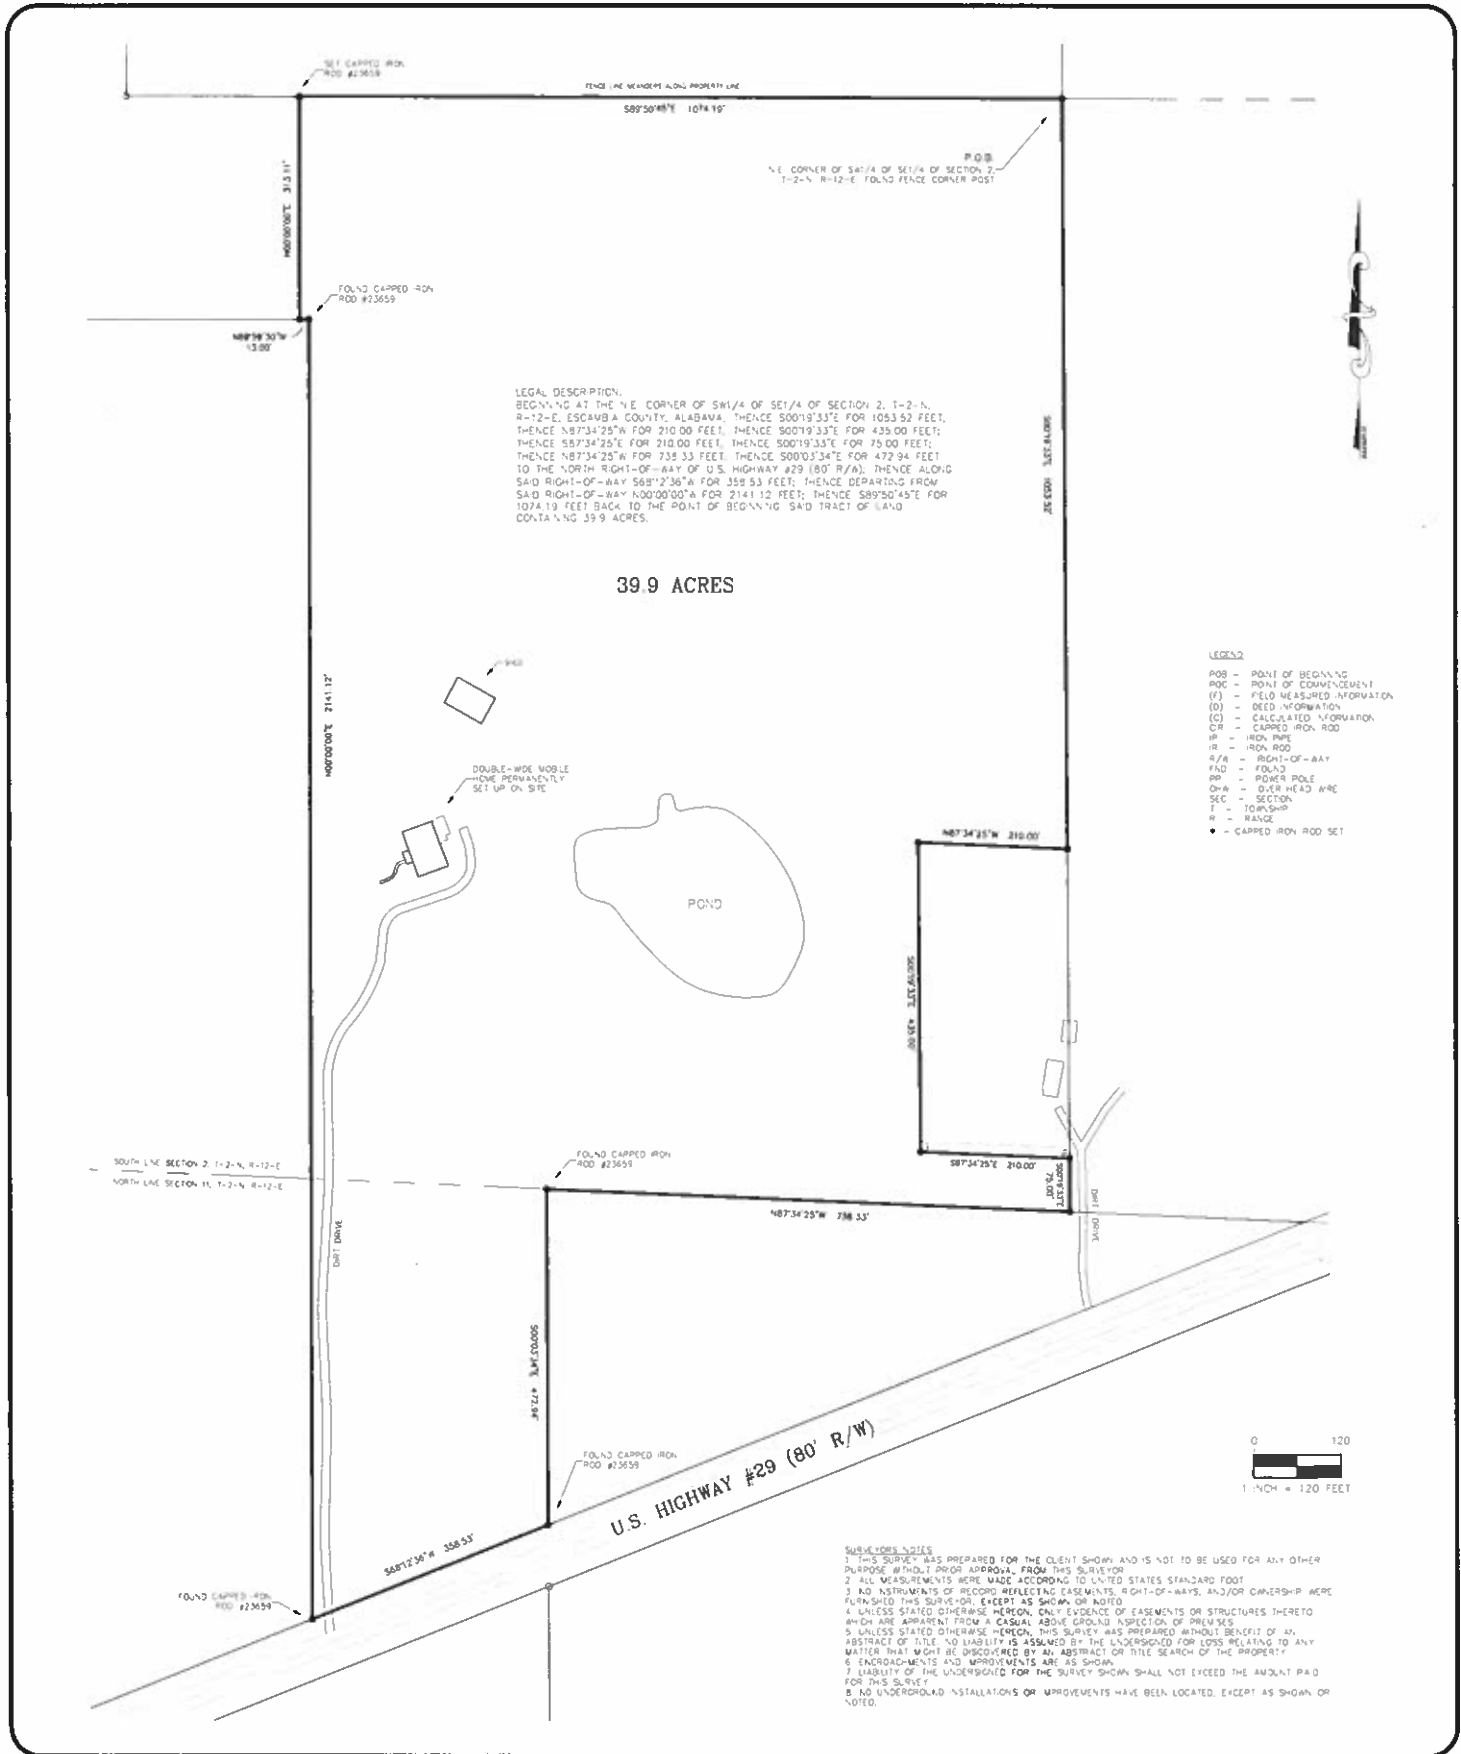 SET CAPPED IRON
ROD #23659
FENCE LINE MEANDERS ALONG PROPERTY LINE
S89°50'45"E 1074.19'
P.O.B.
N.E. CORNER OF SW1/4 OF SE1/4 OF SECTION 2,
T-2-N, R-12-E, FOUND FENCE CORNER POST
N00°00'00"E 313.11'
FOUND CAPPED IRON
ROD #23659
13.00'
LEGAL DESCRIPTION:
BEGINNING AT THE N.E. CORNER OF SW1/4 OF SE1/4 OF SECTION 2, T-2-N,
R-12-E, ESCAMBIA COUNTY, ALABAMA, THENCE S00°19'33"E FOR 1053.52 FEET,
THENCE N87°34'25"W FOR 210.00 FEET, THENCE S00°19'33"E FOR 435.00 FEET;
THENCE S87°34'25"E FOR 210.00 FEET, THENCE S00°19'33"E FOR 75.00 FEET;
THENCE N87°34'25"W FOR 738.33 FEET, THENCE S00°03'34"E FOR 472.94 FEET
TO THE NORTH RIGHT-OF-WAY OF U.S. HIGHWAY #29 (80' R/W); THENCE ALONG
SAID RIGHT-OF-WAY S68°12'36"W FOR 358.53 FEET; THENCE DEPARTING FROM
SAID RIGHT-OF-WAY N00°00'00"W FOR 2141.12 FEET; THENCE S89°50'45"E FOR
1074.19 FEET BACK TO THE POINT OF BEGINNING. SAID TRACT OF LAND
CONTAINING 39.9 ACRES.
S00°19'33"E 1053.52'
39.9 ACRES
LEGEND
POB - POINT OF BEGINNING
POC - POINT OF COMMENCEMENT
(F) - FIELD MEASURED INFORMATION
(D) - DEED INFORMATION
(C) - CALCULATED INFORMATION
CIR - CAPPED IRON ROD
IP - IRON PIPE
IR - IRON ROD
R/W - RIGHT-OF-WAY
FND - FOUND
PP - POWER POLE
OHW - OVER HEAD WIRE
SEC - SECTION
T - TOWNSHIP
R - RANGE
● - CAPPED IRON ROD SET
SHED
N00°00'00"E 2141.12'
DOUBLE-WIDE MOBILE
HOME PERMANENTLY
SET UP ON SITE
N87°34'25"W 210.00'
POND
S00°19'33"E 435.00'
SOUTH LINE SECTION 2, T-2-N, R-12-E
NORTH LINE SECTION 11, T-2-N, R-12-E
FOUND CAPPED IRON
ROD #23659
S87°34'25"E 210.00'
S00°19'33"E
75.00'
N87°34'25"W 738.33'
DIRT DRIVE
DIRT DRIVE
S00°03'34"E 472.94'
FOUND CAPPED IRON
ROD #23659
U.S. HIGHWAY #29 (80' R/W)
0 120
1 INCH = 120 FEET
S68°12'36"W 358.53'
FOUND CAPPED IRON
ROD #23659
SURVEYORS NOTES
1 THIS SURVEY WAS PREPARED FOR THE CLIENT SHOWN AND IS NOT TO BE USED FOR ANY OTHER
PURPOSE WITHOUT PRIOR APPROVAL FROM THIS SURVEYOR
2 ALL MEASUREMENTS WERE MADE ACCORDING TO UNITED STATES STANDARD FOOT
3 NO INSTRUMENTS OF RECORD REFLECTING EASEMENTS, RIGHT-OF-WAYS, AND/OR OWNERSHIP WERE
FURNISHED THIS SURVEYOR, EXCEPT AS SHOWN OR NOTED
4 UNLESS STATED OTHERWISE HEREON, ONLY EVIDENCE OF EASEMENTS OR STRUCTURES THERETO
WHICH ARE APPARENT FROM A CASUAL ABOVE GROUND INSPECTION OF PREMISES
5 UNLESS STATED OTHERWISE HEREON, THIS SURVEY WAS PREPARED WITHOUT BENEFIT OF AN
ABSTRACT OF TITLE. NO LIABILITY IS ASSUMED BY THE UNDERSIGNED FOR LOSS RELATING TO ANY
MATTER THAT MIGHT BE DISCOVERED BY AN ABSTRACT OR TITLE SEARCH OF THE PROPERTY
6 ENCROACHMENTS AND IMPROVEMENTS ARE AS SHOWN
7 LIABILITY OF THE UNDERSIGNED FOR THE SURVEY SHOWN SHALL NOT EXCEED THE AMOUNT PAID
FOR THIS SURVEY
8 NO UNDERGROUND INSTALLATIONS OR IMPROVEMENTS HAVE BEEN LOCATED, EXCEPT AS SHOWN OR
NOTED.